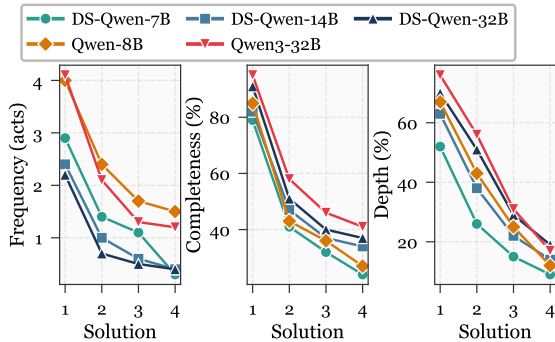 DS-Qwen-7B DS-Qwen-14B DS-Qwen-32B
Qwen-8B Qwen3-32B
Frequency (acts)
4
3
2
1
1 2 3 4
Solution
Completeness (%)
80
60
40
1 2 3 4
Solution
Depth (%)
60
40
20
1 2 3 4
Solution